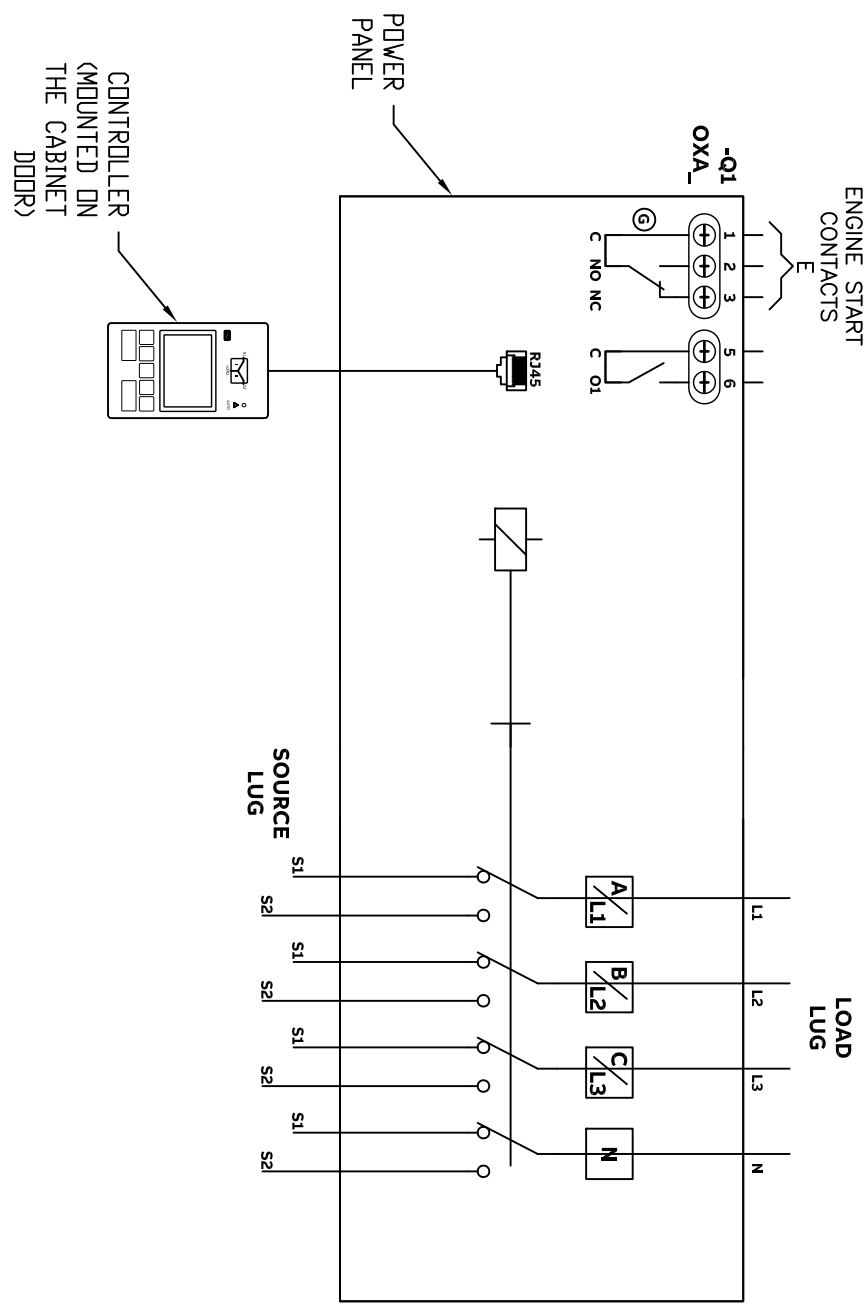 ENGINE START
CONTACTS
E
-Q1
OXA_
1
2
3
5
6
G
C
NO
NC
C
O1
POWER
PANEL
CONTROLLER
(MOUNTED ON
THE CABINET
DOOR)
RJ45
AUTO
LOAD
LUG
L1
L2
L3
N
A
L1
B
L2
C
L3
N
SOURCE
LUG
S1
S2
S1
S2
S1
S2
S1
S2